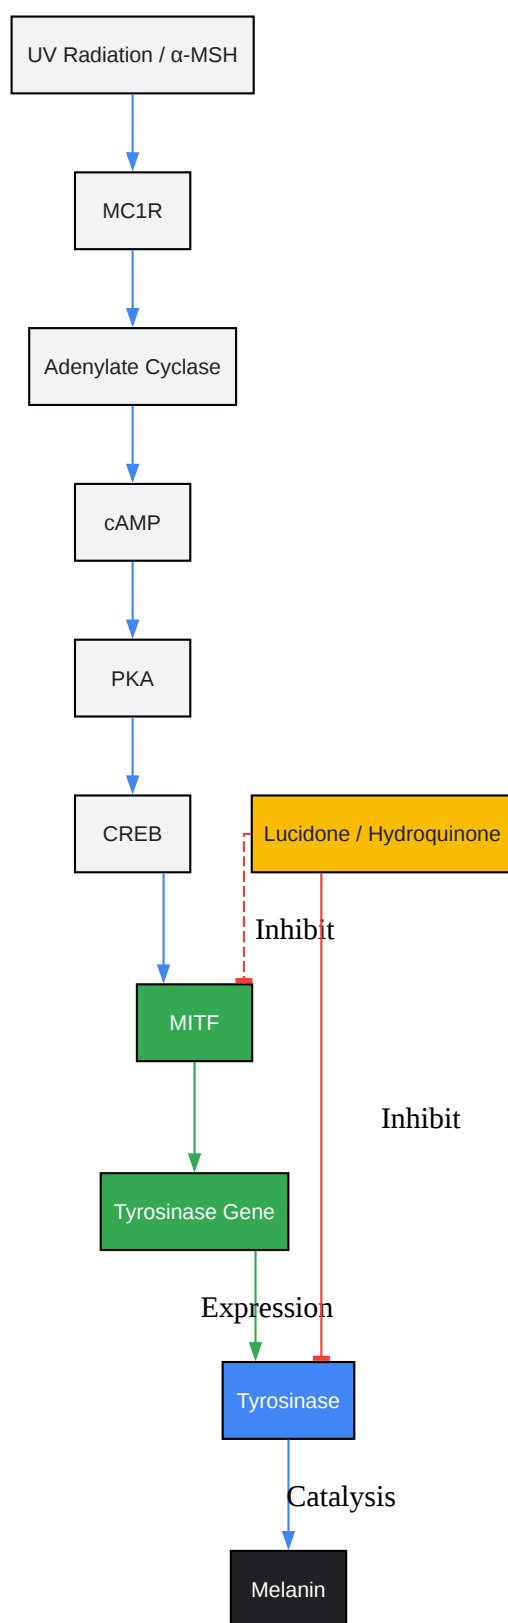 UV Radiation / α-MSH
MC1R
Adenylate Cyclase
cAMP
PKA
CREB
Lucidone / Hydroquinone
Inhibit
MITF
Inhibit
Tyrosinase Gene
Expression
Tyrosinase
Catalysis
Melanin